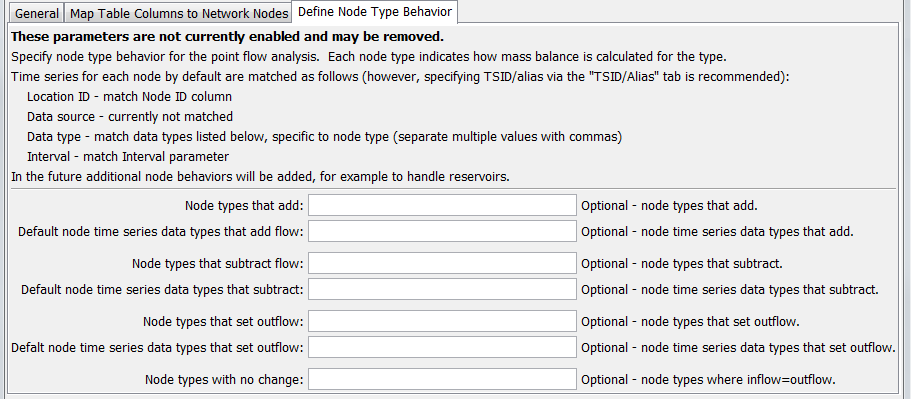 General Map Table Columns to Network Nodes Define Node Type Behavior
These parameters are not currently enabled and may be removed.
Specify node type behavior for the point flow analysis.  Each node type indicates how mass balance is calculated for the type.
Time series for each node by default are matched as follows (however, specifying TSID/alias via the "TSID/Alias" tab is recommended):
Location ID - match Node ID column
Data source - currently not matched
Data type - match data types listed below, specific to node type (separate multiple values with commas)
Interval - match Interval parameter
In the future additional node behaviors will be added, for example to handle reservoirs.
Node types that add: Optional - node types that add.
Default node time series data types that add flow: Optional - node time series data types that add.
Node types that subtract flow: Optional - node types that subtract.
Default node time series data types that subtract: Optional - node time series data types that subtract.
Node types that set outflow: Optional - node types that set outflow.
Defalt node time series data types that set outflow: Optional - node time series data types that set outflow.
Node types with no change: Optional - node types where inflow=outflow.